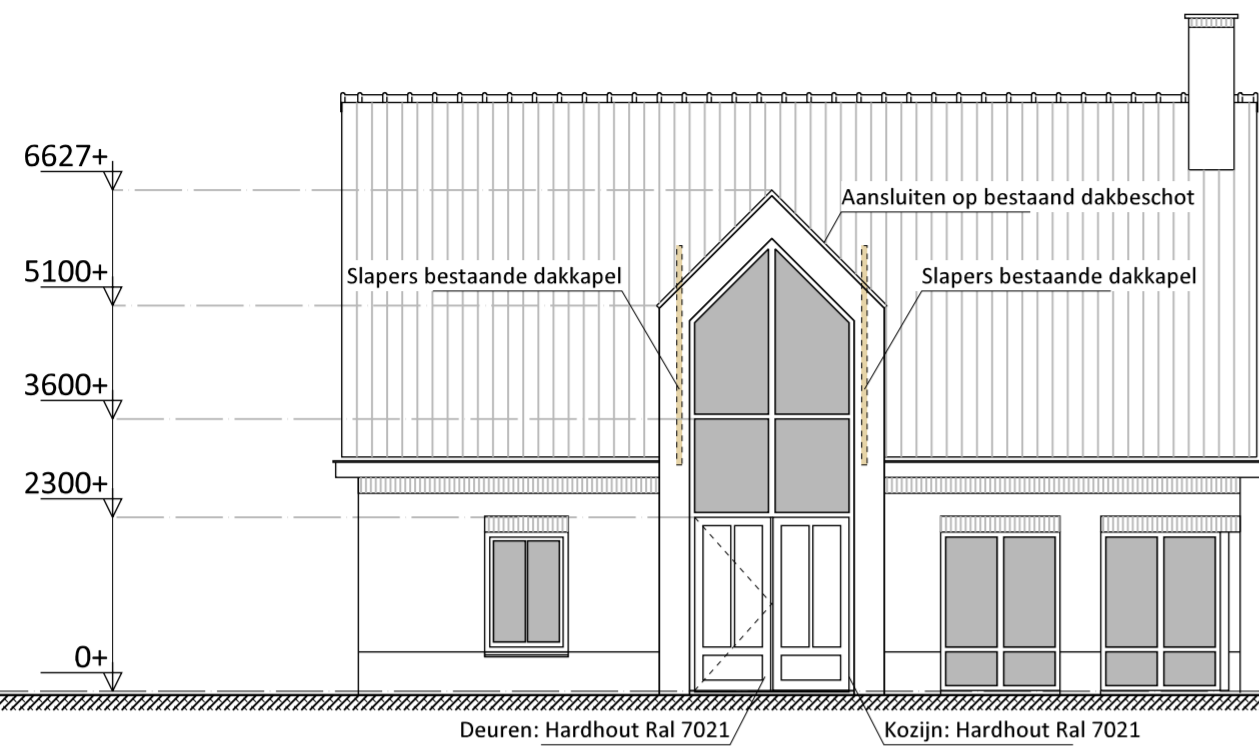 6627+
Aansluiten op bestaand dakbeschot
5100+
Slapers bestaande dakkapel
Slapers bestaande dakkapel
3600+
2300+
0+
Deuren: Hardhout Ral 7021
Kozijn: Hardhout Ral 7021